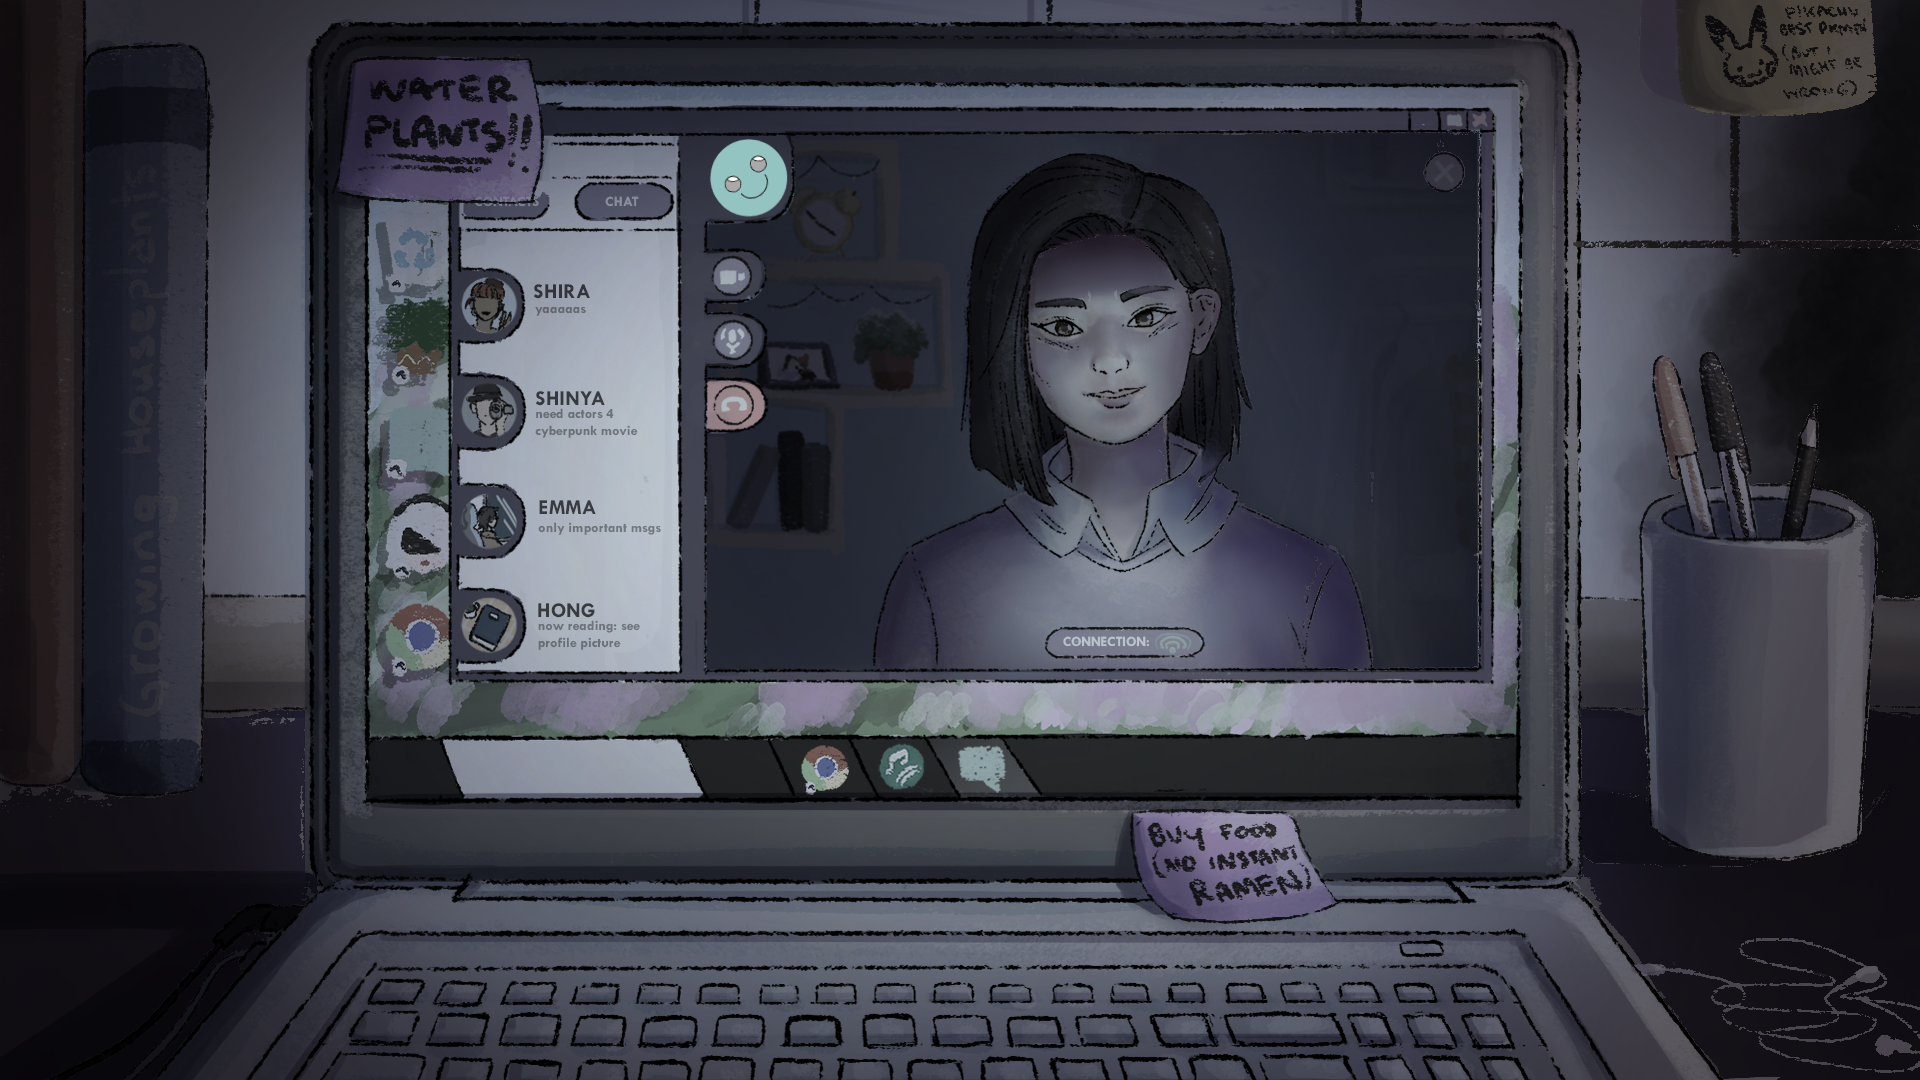 WATER
PLANTS!!
PIKACHU
BEST PKMN
(BUT I
MIGHT BE
WRONG)
Growing HousePlants
CONTACTS
CHAT
SHIRA
yaaaaas
SHINYA
need actors 4
cyberpunk movie
EMMA
only important msgs
HONG
now reading: see
profile picture
CONNECTION:
BUY FOOD
(NO INSTANT
RAMEN)